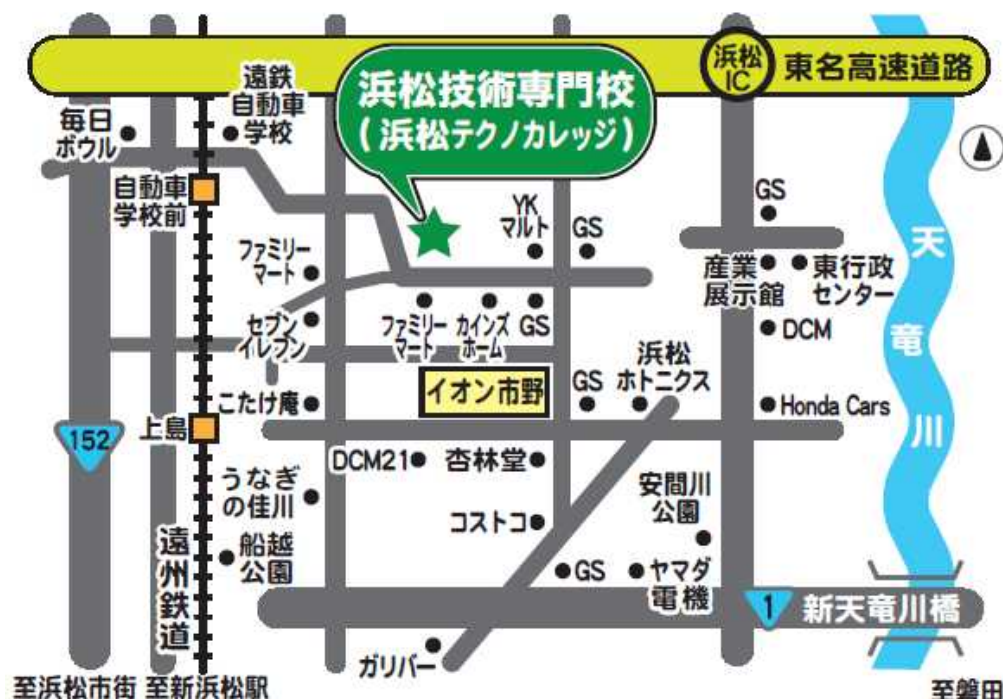 浜松
IC
東名高速道路
浜松技術専門校
(浜松テクノカレッジ)
遠鉄
自動車
学校
毎日
ボウル
自動車
学校前
GS
YK
マルト
GS
天竜川
ファミリー
マート
産業
展示館
東行政
センター
セブン
イレブン
ファミリー
マート
カインズ
ホーム
GS
DCM
浜松
ホトニクス
イオン市野
GS
こたけ庵
Honda Cars
152
上島
DCM21
杏林堂
うなぎ
の佳川
安間川
公園
コストコ
遠州鉄道
船越
公園
GS
ヤマダ
電機
1
新天竜川橋
ガリバー
至浜松市街
至新浜松駅
至磐田